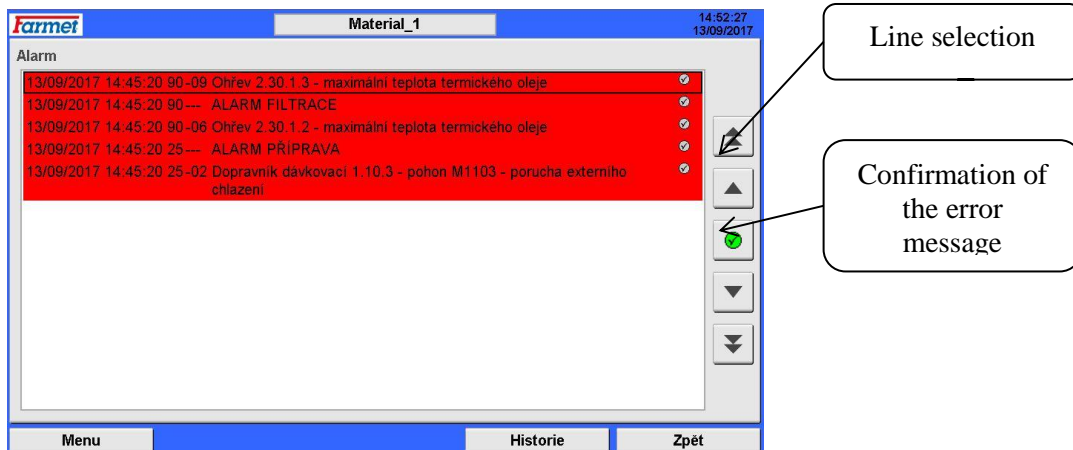 Farmet
Material_1
14:52:27
13/09/2017
Alarm
13/09/2017 14:45:20 90-09 Ohřev 2.30.1.3 - maximální teplota termického oleje
13/09/2017 14:45:20 90--- ALARM FILTRACE
13/09/2017 14:45:20 90-06 Ohřev 2.30.1.2 - maximální teplota termického oleje
13/09/2017 14:45:20 25--- ALARM PŘÍPRAVA
13/09/2017 14:45:20 25-02 Dopravník dávkovací 1.10.3 - pohon M1103 - porucha externího
chlazení
Menu
Historie
Zpět
Line selection
Confirmation of
the error
message